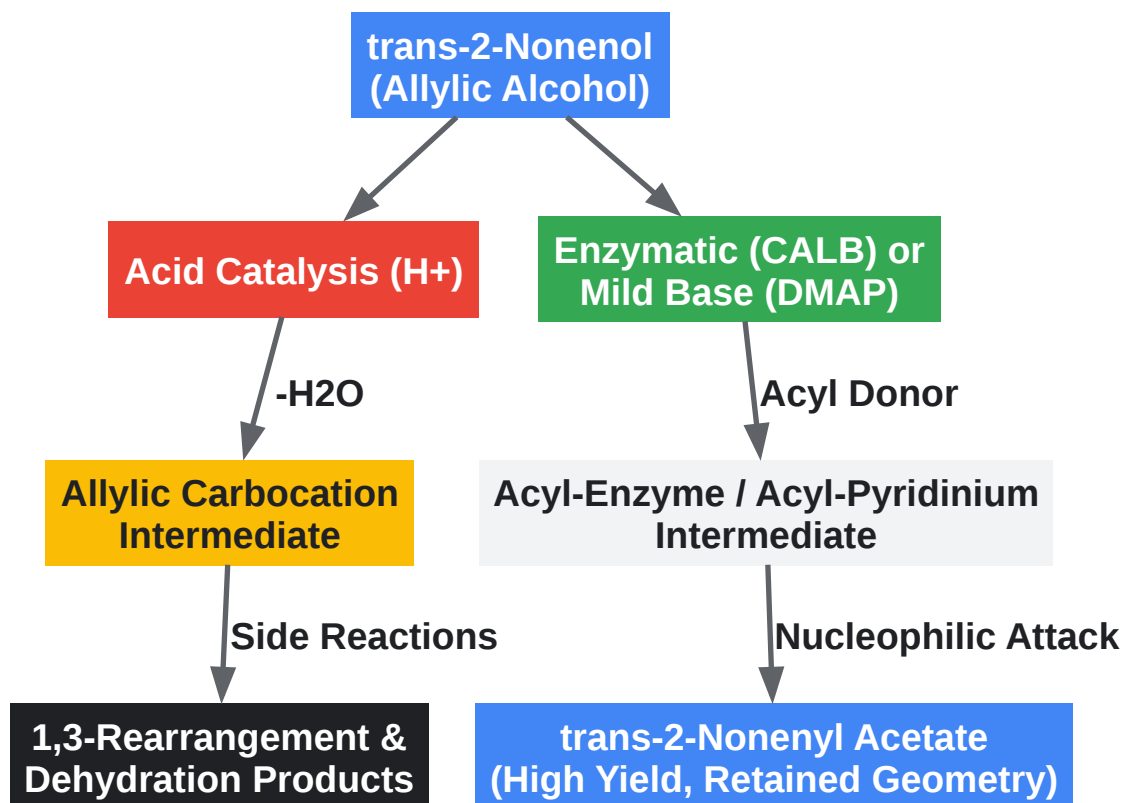 trans-2-Nonenol
(Allylic Alcohol)
Acid Catalysis (H+)
Enzymatic (CALB) or
Mild Base (DMAP)
-H2O
Acyl Donor
Allylic Carbocation
Intermediate
Acyl-Enzyme / Acyl-Pyridinium
Intermediate
Side Reactions
Nucleophilic Attack
1,3-Rearrangement &
Dehydration Products
trans-2-Nonenyl Acetate
(High Yield, Retained Geometry)